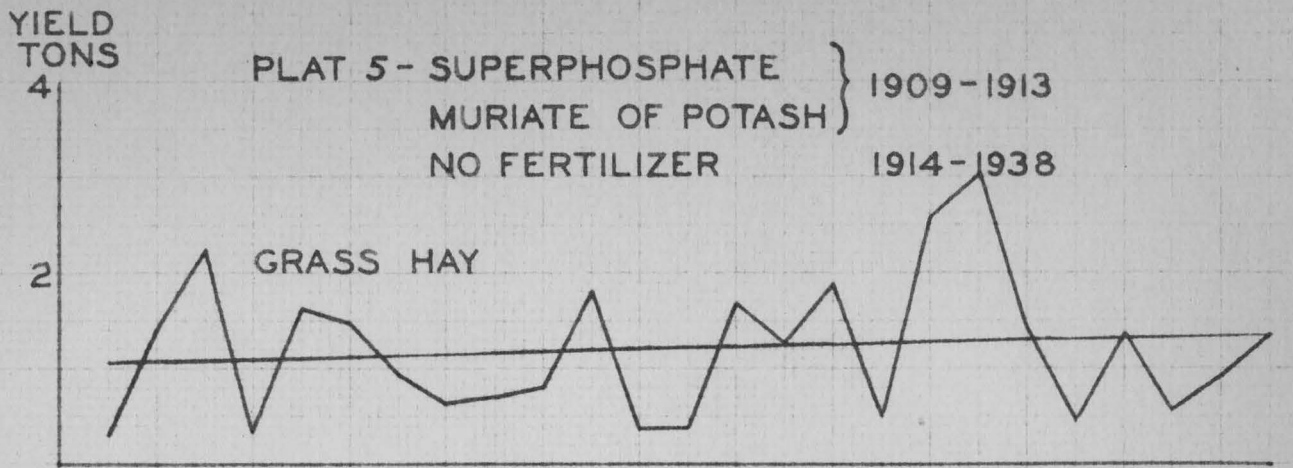 YIELD
TONS
4
PLAT 5 - SUPERPHOSPHATE
MURIATE OF POTASH } 1909-1913
NO FERTILIZER 1914-1938
2
GRASS HAY